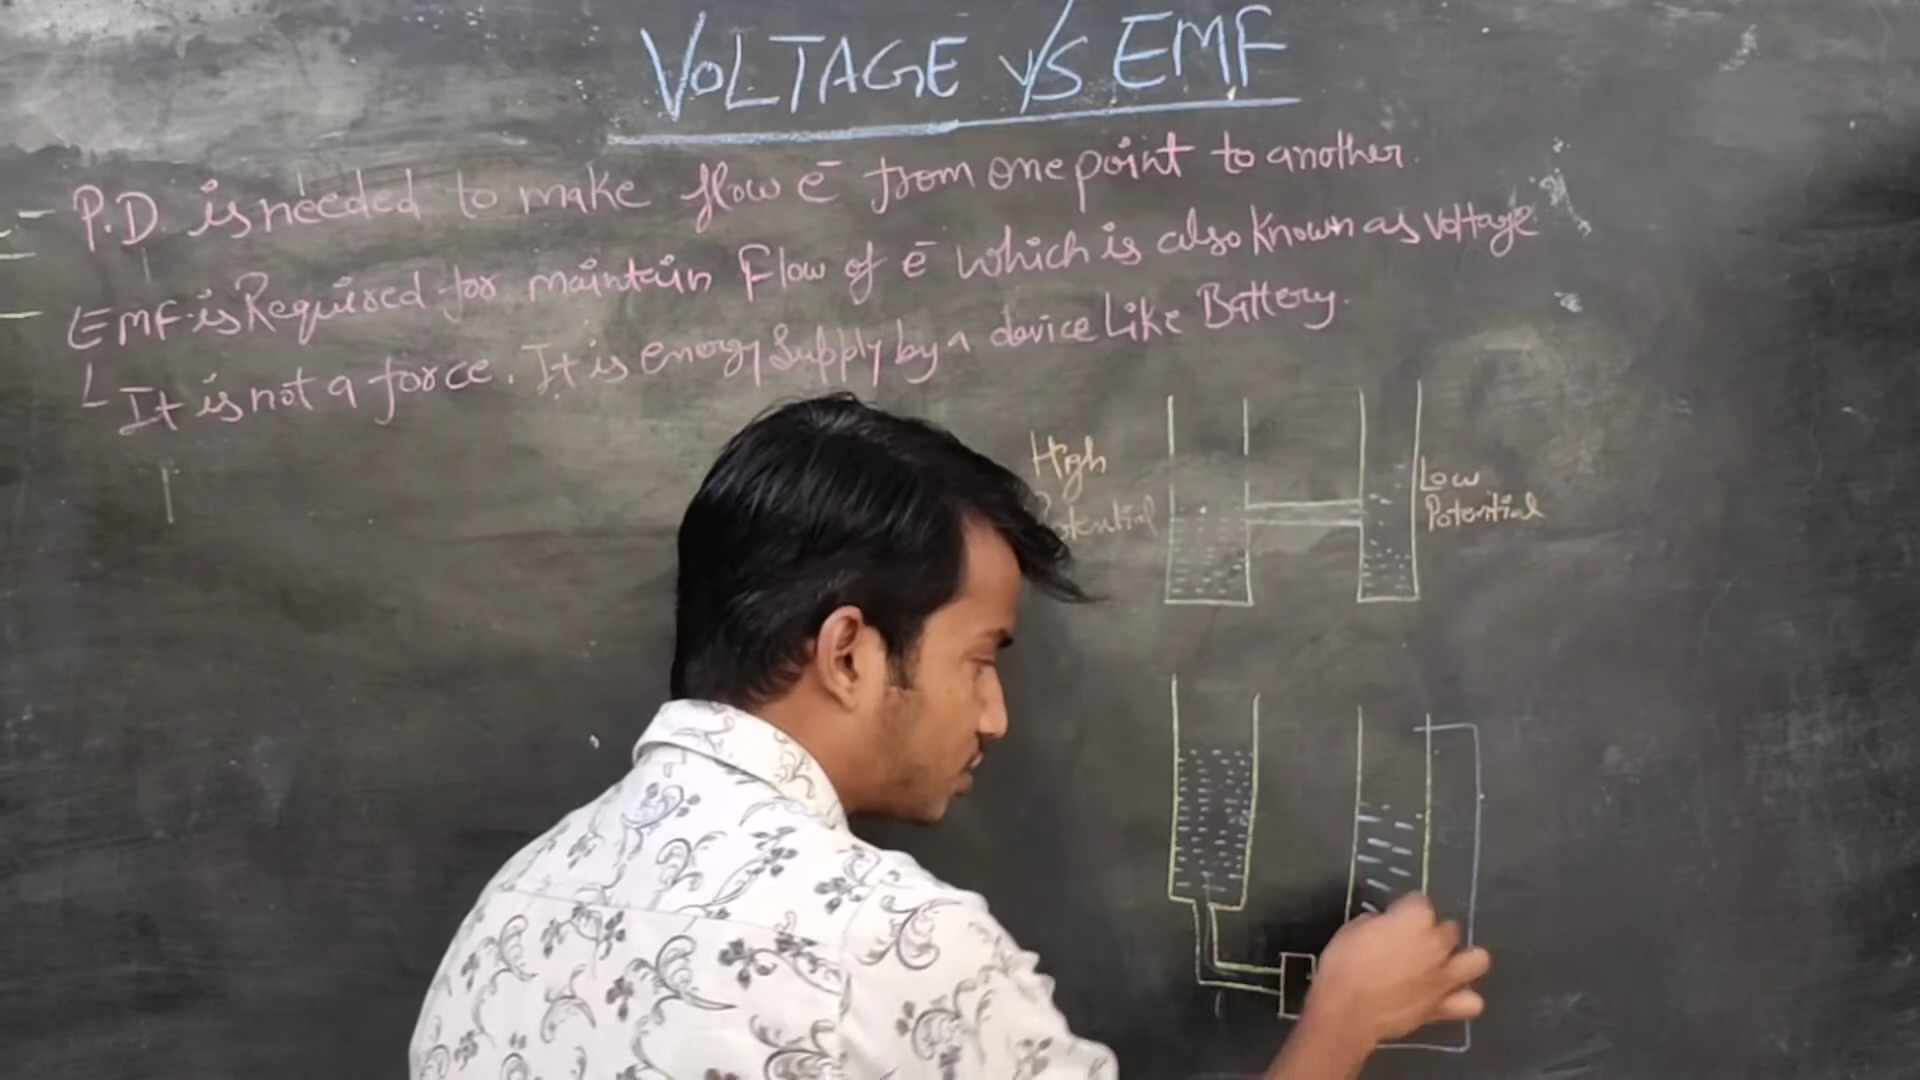 VOLTAGE V/S EMF
P.D. is needed to make flow e̅ from one point to another.
EMF is Required for maintain Flow of e̅ which is also known as Voltage.
It is not a force. It is energy Supply by a device Like Battery.
High
Potential
Low
Potential